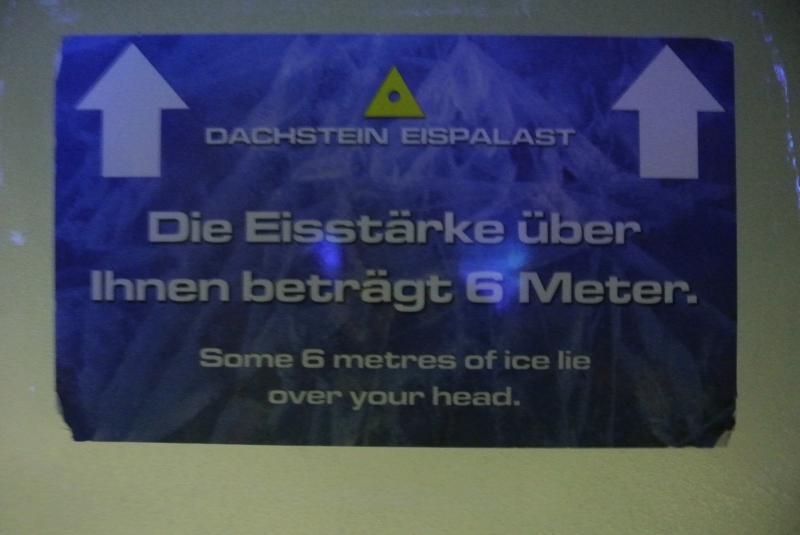 DACHSTEIN EISPALAST
Die Eisstärke über
Ihnen beträgt 6 Meter.
Some 6 metres of ice lie
over your head.